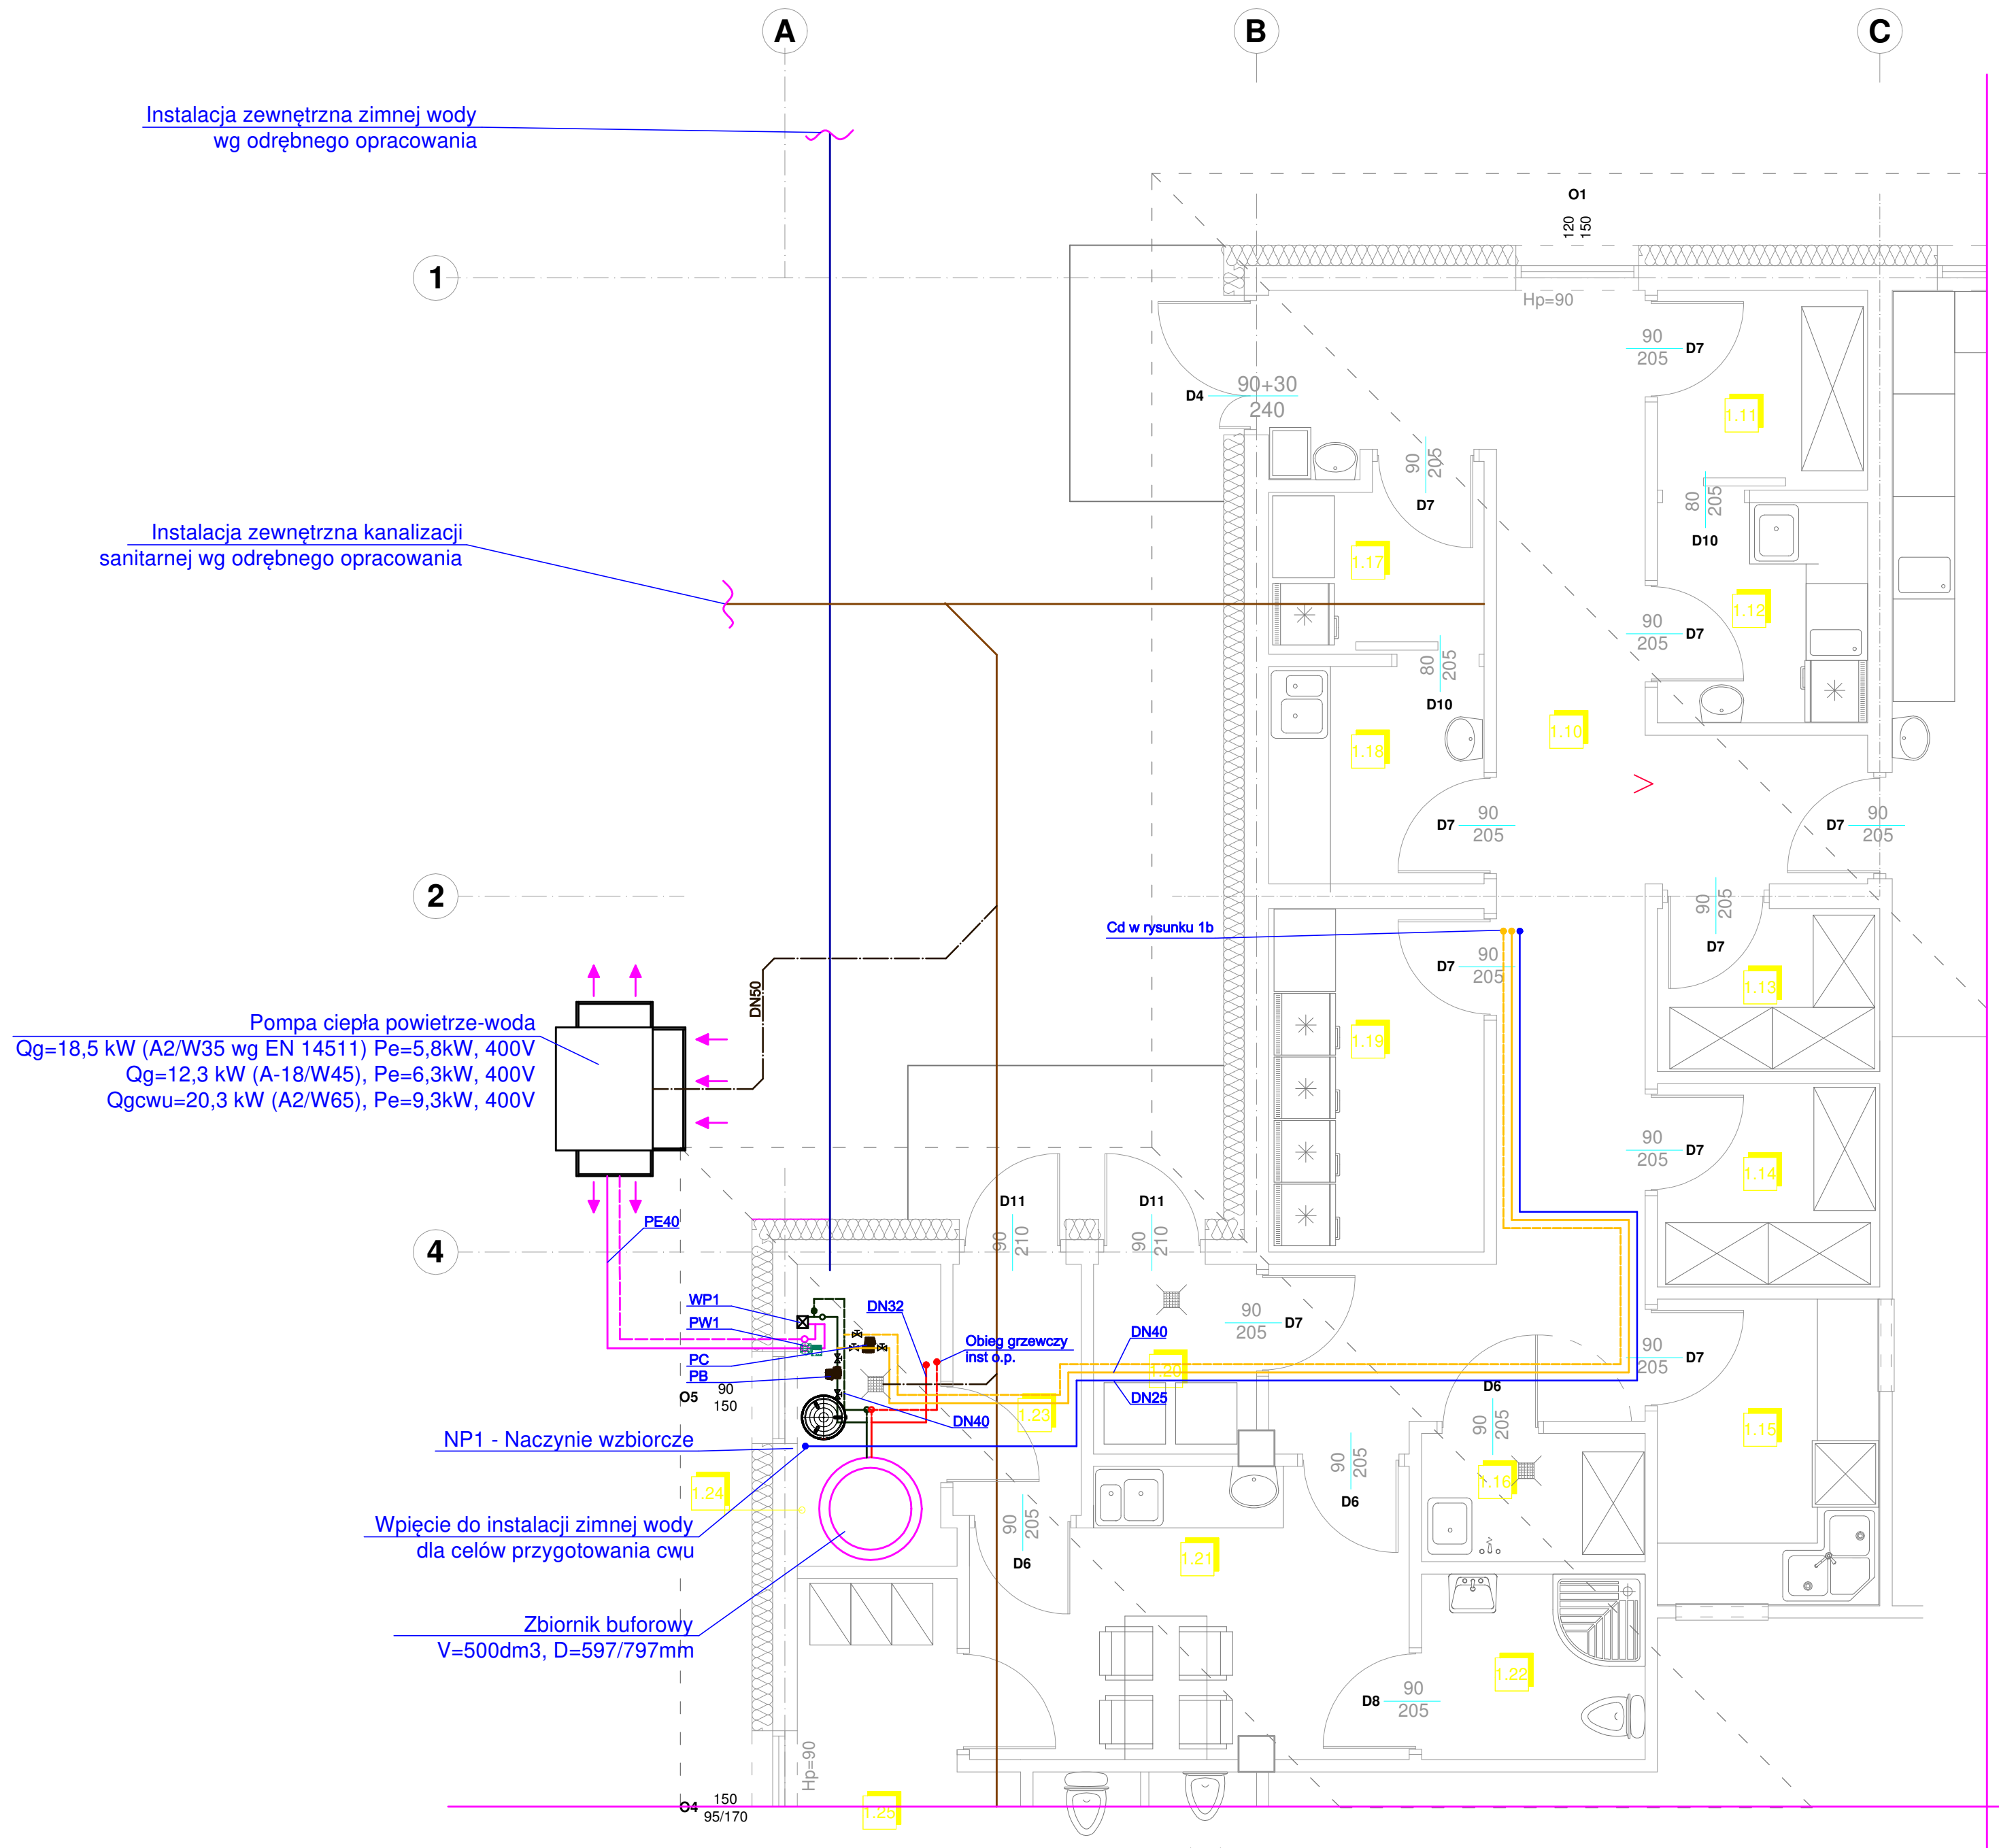 A
B
C
Instalacja zewnętrzna zimnej wody
wg odrębnego opracowania
O1
120
150
1
Hp=90
90
205
D7
D4
90+30
240
1.11
90
205
D7
80
205
D10
Instalacja zewnętrzna kanalizacji
sanitarnej wg odrębnego opracowania
1.17
1.12
90
205
D7
80
205
D10
1.18
1.10
90
205
D7
D7
90
205
2
90
205
D7
Cd w rysunku 1b
D7
90
205
1.13
DN50
Pompa ciepła powietrze-woda
Qg=18,5 kW (A2/W35 wg EN 14511) Pe=5,8kW, 400V
Qg=12,3 kW (A-18/W45), Pe=6,3kW, 400V
Qgcwu=20,3 kW (A2/W65), Pe=9,3kW, 400V
1.19
90
205
D7
1.14
D11
90
210
D11
90
210
PE40
4
WP1
PW1
PC
PB
DN32
Obieg grzewczy
inst o.p.
90
205
D7
DN40
1.20
DN25
90
205
D7
O5
90
150
DN40
1.23
D6
90
205
1.15
NP1 - Naczynie wzbiorcze
1.24
90
205
D6
1.16
Wpięcie do instalacji zimnej wody
dla celów przygotowania cwu
90
205
D6
1.21
Zbiornik buforowy
V=500dm3, D=597/797mm
1.22
D8
90
205
Hp=90
O4
150
95/170
1.25